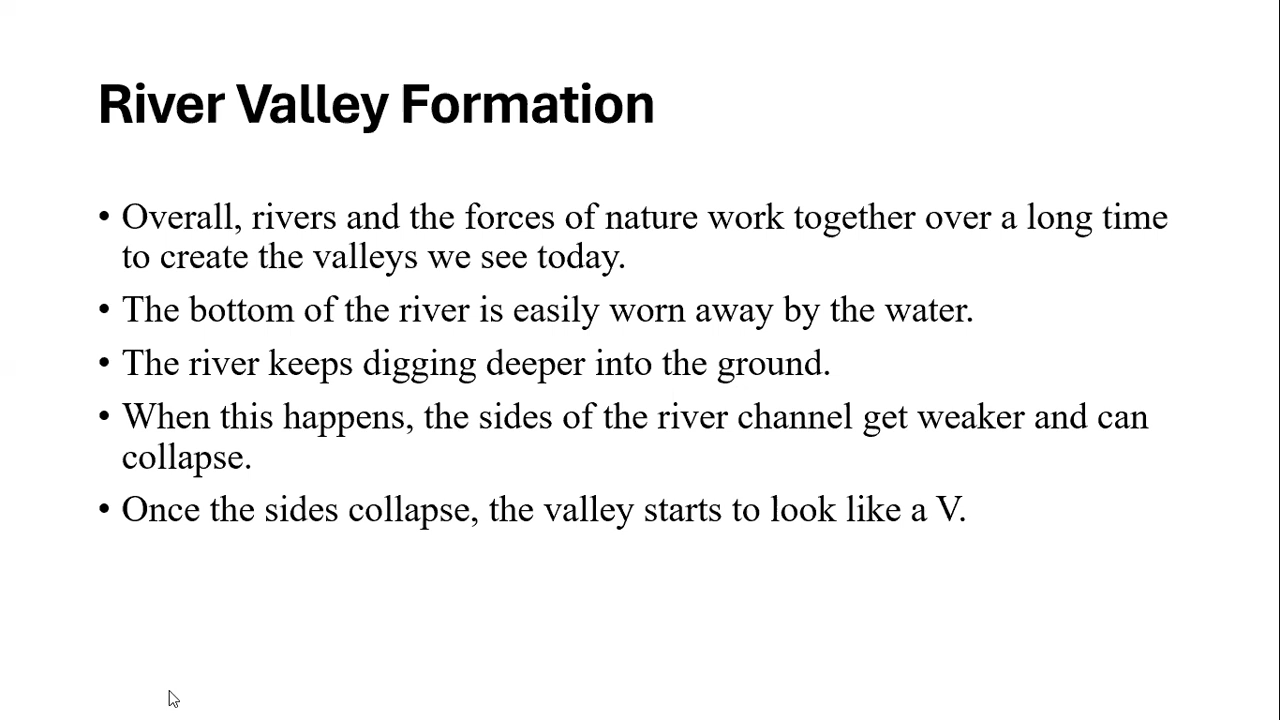 River Valley Formation
• Overall, rivers and the forces of nature work together over a long time
to create the valleys we see today.
• The bottom of the river is easily worn away by the water.
• The river keeps digging deeper into the ground.
• When this happens, the sides of the river channel get weaker and can
collapse.
• Once the sides collapse, the valley starts to look like a V.